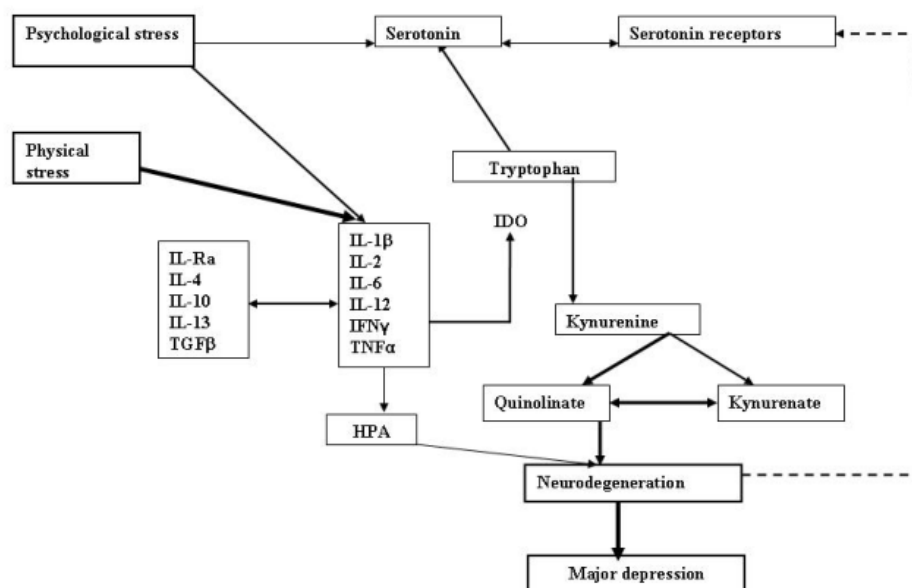 Psychological stress
Serotonin
Serotonin receptors
Physical
stress
Tryptophan
IDO
IL-Ra
IL-4
IL-10
IL-13
TGFβ
IL-1β
IL-2
IL-6
IL-12
IFNγ
TNFα
Kynurenine
Quinolinate
Kynurenate
HPA
Neurodegeneration
Major depression